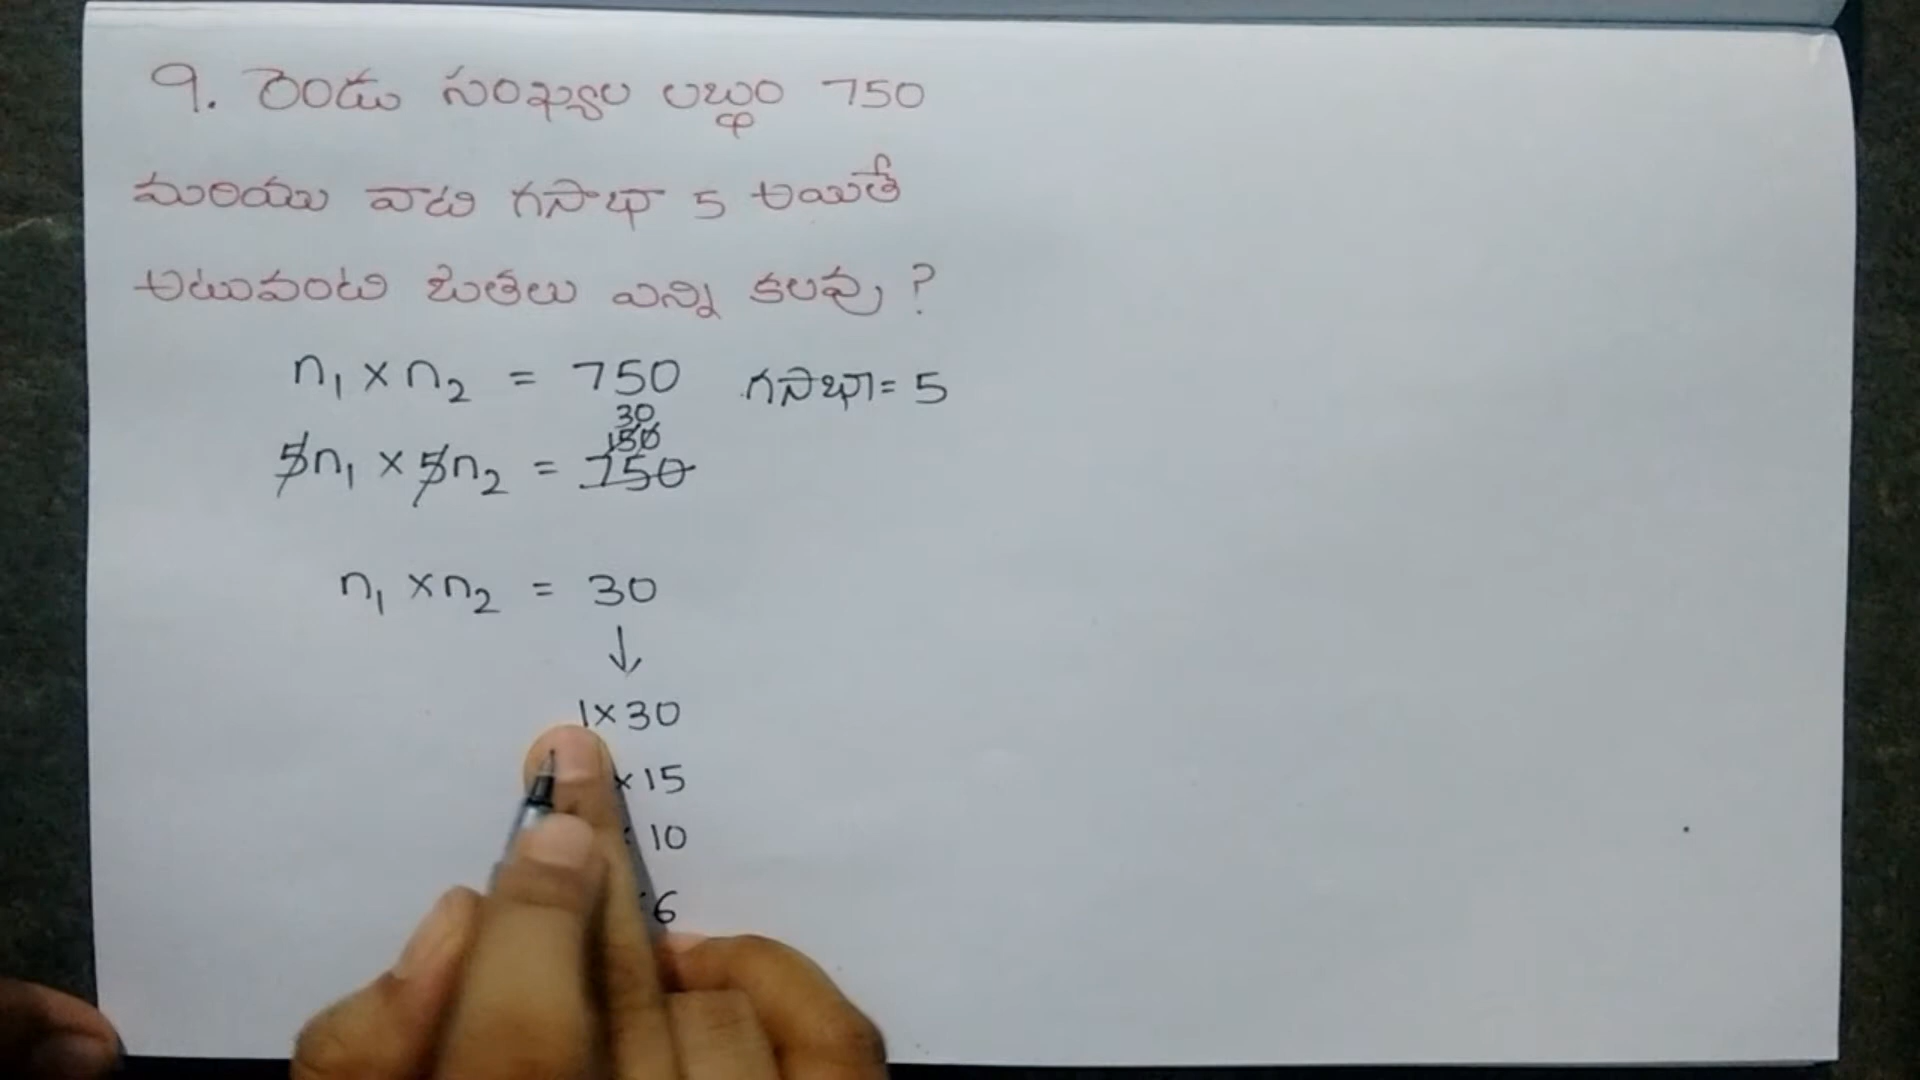 9. రెండు సంఖ్యల లబ్ధం 750
మరియు వాటి గసాభా 5 అయితే
అటువంటి జతలు ఎన్ని కలవు ?
n₁ × n₂ = 750 గసాభా = 5
30
150
5n₁ × 5n₂ = 750
n₁ × n₂ = 30
↓
1 × 30
× 15
10
6